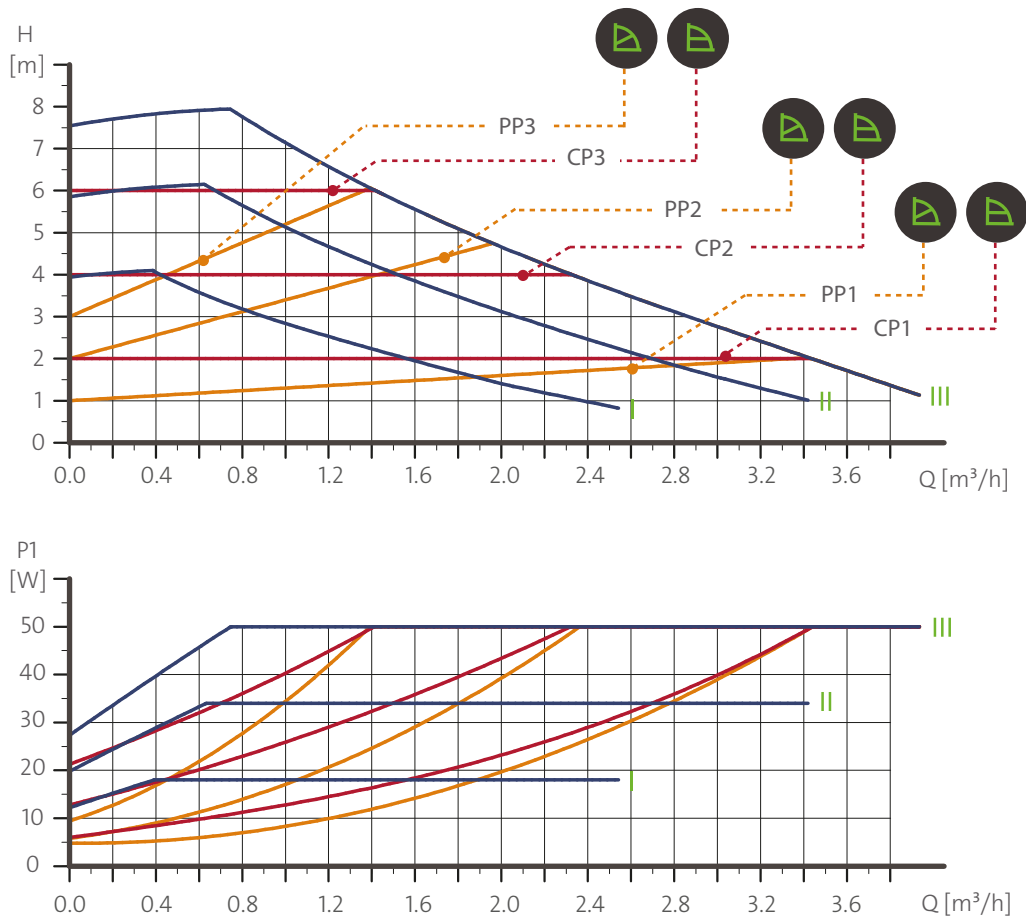 H
[m]
8
7
6
5
4
3
2
1
0
PP3
CP3
PP2
CP2
PP1
CP1
I
II
III
0.0 0.4 0.8 1.2 1.6 2.0 2.4 2.8 3.2 3.6 Q [m³/h]
P1
[W]
50
40
30
20
10
0
III
II
I
0.0 0.4 0.8 1.2 1.6 2.0 2.4 2.8 3.2 3.6 Q [m³/h]